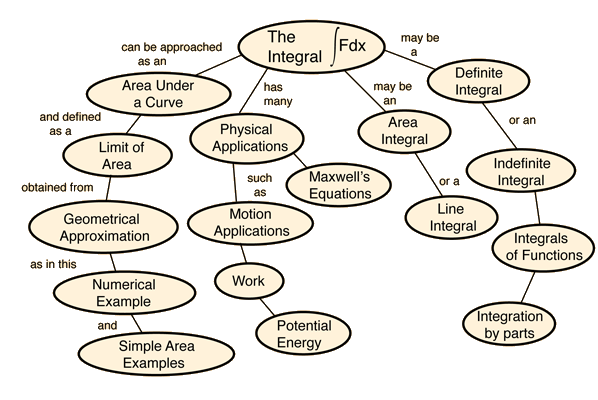 The
Integral ∫Fdx
can be approached
as an
Area Under
a Curve
and defined
as a
Limit of
Area
obtained from
Geometrical
Approximation
as in this
Numerical
Example
and
Simple Area
Examples
has
many
Physical
Applications
Maxwell's
Equations
such
as
Motion
Applications
Work
Potential
Energy
may be
an
Area
Integral
or a
Line
Integral
may be
a
Definite
Integral
or an
Indefinite
Integral
Integrals
of Functions
Integration
by parts